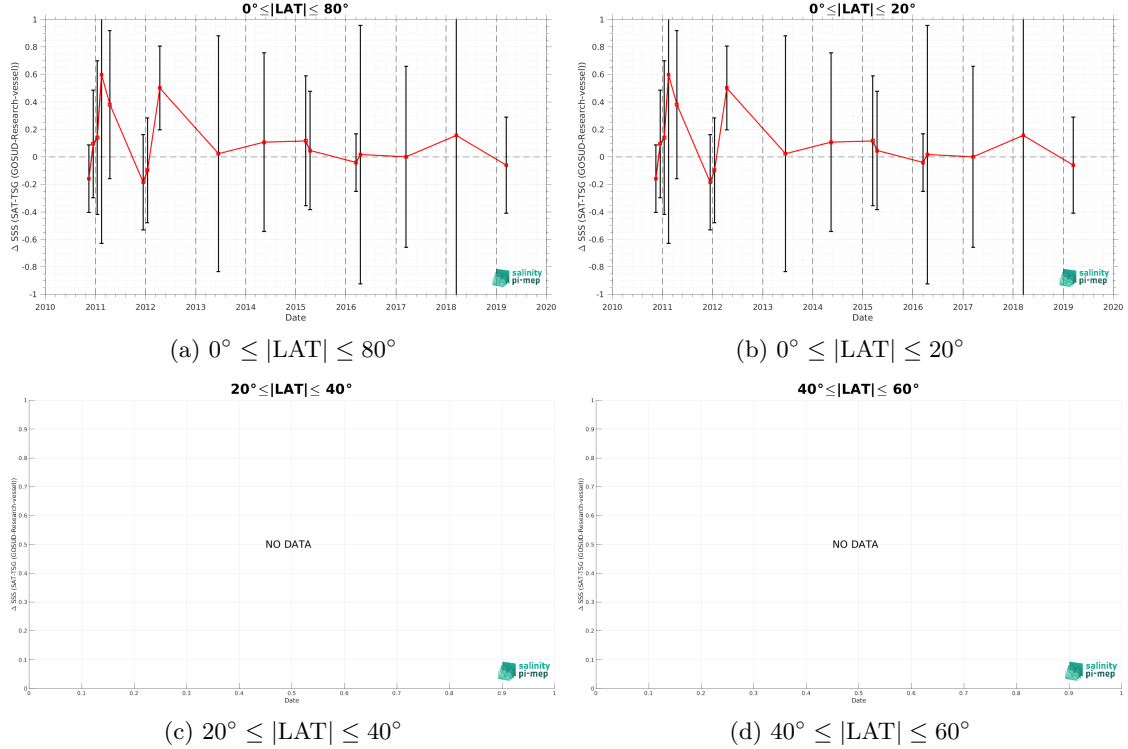 0°≤|LAT|≤ 80°
1
0.8
0.6
0.4
0.2
0
-0.2
-0.4
-0.6
-0.8
-1
Δ SSS (SAT-TSG (GOSUD-Research-vessel))
2010 2011 2012 2013 2014 2015 2016 2017 2018 2019 2020
Date
salinity
pi-mep
(a) 0° ≤ |LAT| ≤ 80°
0°≤|LAT|≤ 20°
1
0.8
0.6
0.4
0.2
0
-0.2
-0.4
-0.6
-0.8
-1
Δ SSS (SAT-TSG (GOSUD-Research-vessel))
2010 2011 2012 2013 2014 2015 2016 2017 2018 2019 2020
Date
salinity
pi-mep
(b) 0° ≤ |LAT| ≤ 20°
20°≤|LAT|≤ 40°
1
0.9
0.8
0.7
0.6
0.5
0.4
0.3
0.2
0.1
0
Δ SSS (SAT-TSG (GOSUD-Research-vessel))
NO DATA
0 0.1 0.2 0.3 0.4 0.5 0.6 0.7 0.8 0.9 1
Date
salinity
pi-mep
(c) 20° ≤ |LAT| ≤ 40°
40°≤|LAT|≤ 60°
1
0.9
0.8
0.7
0.6
0.5
0.4
0.3
0.2
0.1
0
Δ SSS (SAT-TSG (GOSUD-Research-vessel))
NO DATA
0 0.1 0.2 0.3 0.4 0.5 0.6 0.7 0.8 0.9 1
Date
salinity
pi-mep
(d) 40° ≤ |LAT| ≤ 60°